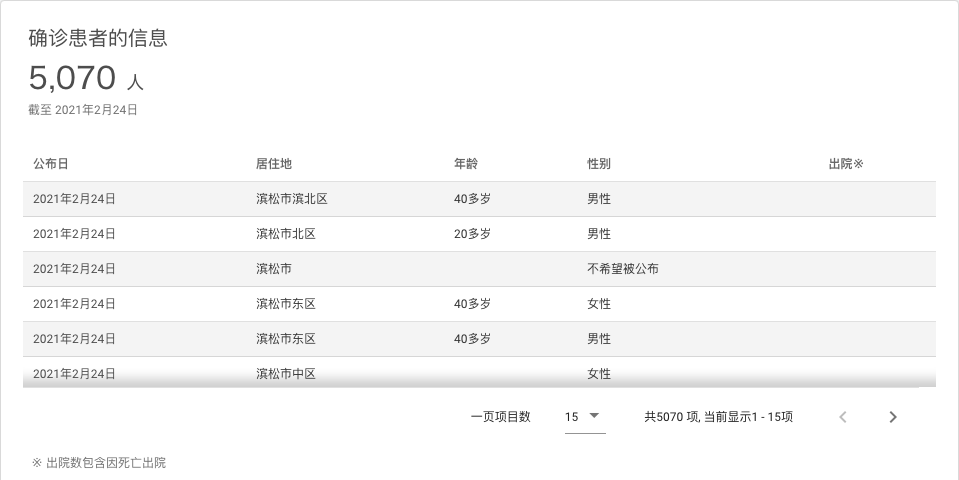 确诊患者的信息
5,070 人
截至 2021年2月24日
公布日 居住地 年龄 性别 出院※
2021年2月24日 滨松市滨北区 40多岁 男性
2021年2月24日 滨松市北区 20多岁 男性
2021年2月24日 滨松市 不希望被公布
2021年2月24日 滨松市东区 40多岁 女性
2021年2月24日 滨松市东区 40多岁 男性
2021年2月24日 滨松市中区 女性
一页项目数 15 共5070 项, 当前显示1 - 15项
※ 出院数包含因死亡出院